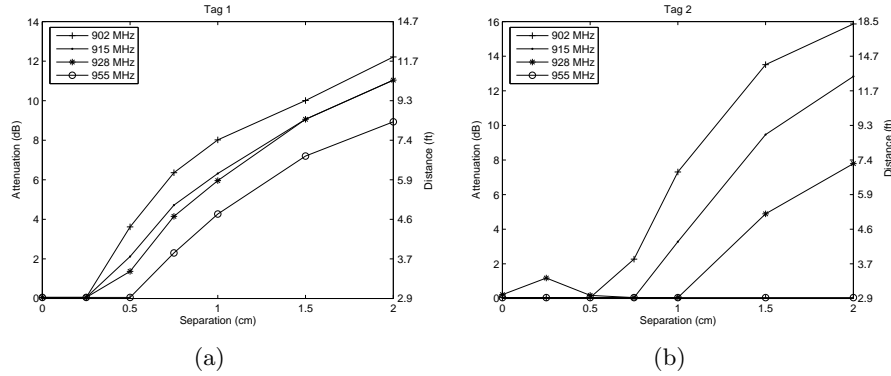 Tag 1
14
12
10
8
6
4
2
0
Attenuation (dB)
902 MHz
915 MHz
928 MHz
955 MHz
14.7
11.7
9.3
7.4
5.9
4.6
3.7
2.9
Distance (ft)
0 0.5 1 1.5 2
Separation (cm)
(a)
Tag 2
16
14
12
10
8
6
4
2
0
Attenuation (dB)
902 MHz
915 MHz
928 MHz
955 MHz
18.5
14.7
11.7
9.3
7.4
5.9
4.6
3.7
2.9
Distance (ft)
0 0.5 1 1.5 2
Separation (cm)
(b)